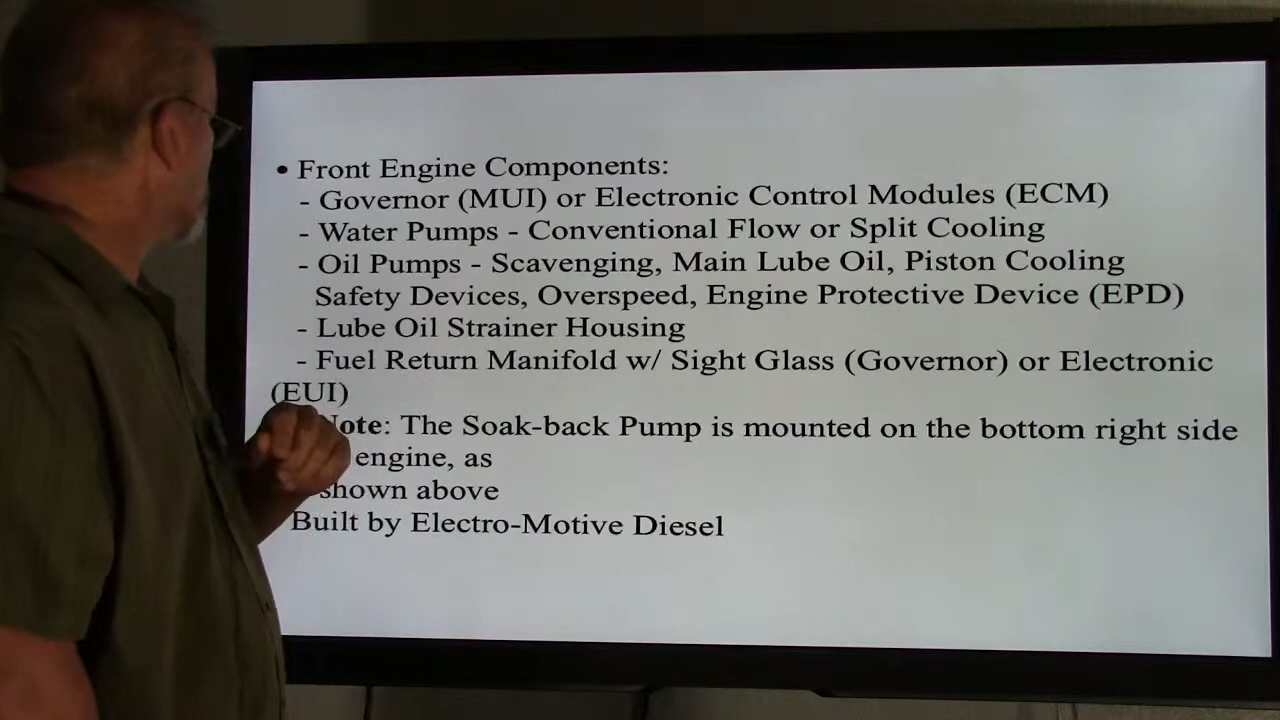 • Front Engine Components:
- Governor (MUI) or Electronic Control Modules (ECM)
- Water Pumps - Conventional Flow or Split Cooling
- Oil Pumps - Scavenging, Main Lube Oil, Piston Cooling
Safety Devices, Overspeed, Engine Protective Device (EPD)
- Lube Oil Strainer Housing
- Fuel Return Manifold w/ Sight Glass (Governor) or Electronic
(EUI)
ote: The Soak-back Pump is mounted on the bottom right side
engine, as
shown above
Built by Electro-Motive Diesel